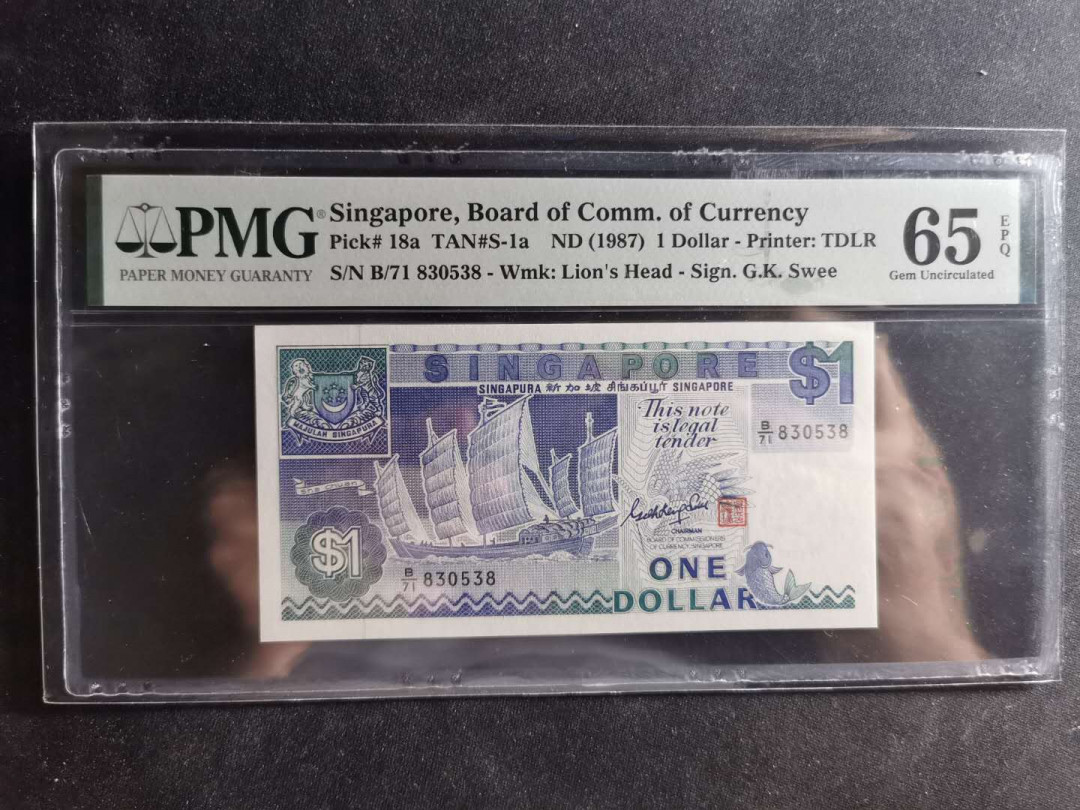 PMG®
PAPER MONEY GUARANTY
Singapore, Board of Comm. of Currency
Pick# 18a TAN#S-1a ND (1987) 1 Dollar - Printer: TDLR
S/N B/71 830538 - Wmk: Lion's Head - Sign. G.K. Swee
65
EPQ
Gem Uncirculated
SINGAPORE
$1
SINGAPURA 新加坡 சிங்கப்பூர் SINGAPORE
MAJULAH SINGAPURA
This note
is legal
tender
B/71 830538
Sha Chuan
CHAIRMAN
BOARD OF COMMISSIONERS
OF CURRENCY SINGAPORE
$1
B/71 830538
ONE
DOLLAR